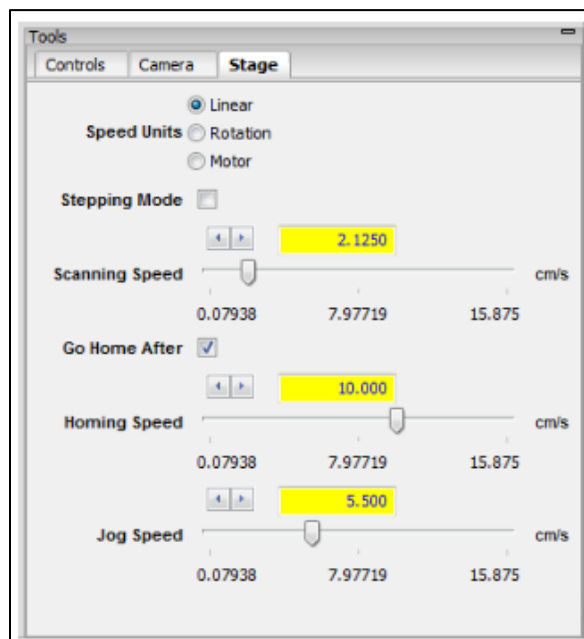 Tools
Controls Camera Stage
Linear
Speed Units Rotation
Motor
Stepping Mode
2.1250
Scanning Speed cm/s
0.07938 7.97719 15.875
Go Home After
10.000
Homing Speed cm/s
0.07938 7.97719 15.875
5.500
Jog Speed cm/s
0.07938 7.97719 15.875